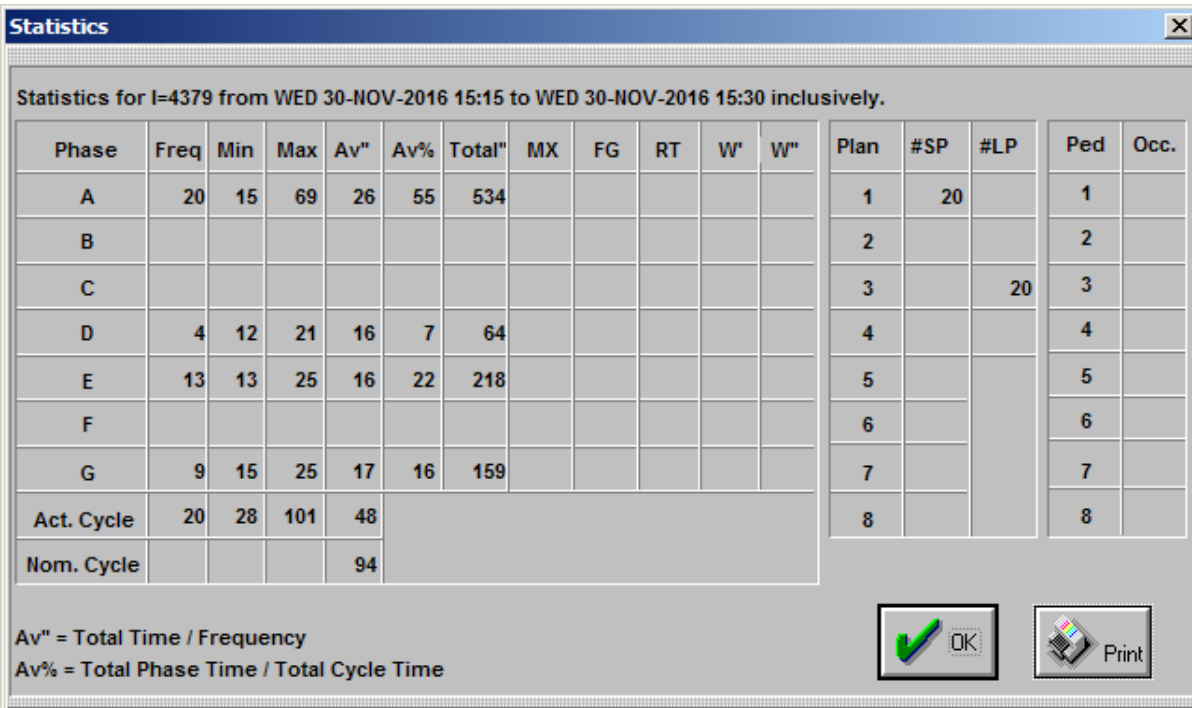 Statistics
Statistics for I=4379 from WED 30-NOV-2016 15:15 to WED 30-NOV-2016 15:30 inclusively.
Phase Freq Min Max Av" Av% Total" MX FG RT W' W" Plan #SP #LP Ped Occ.
A 20 15 69 26 55 534 1 20 1
B 2 2
C 3 20 3
D 4 12 21 16 7 64 4 4
E 13 13 25 16 22 218 5 5
F 6 6
G 9 15 25 17 16 159 7 7
Act. Cycle 20 28 101 48 8 8
Nom. Cycle 94
Av" = Total Time / Frequency
Av% = Total Phase Time / Total Cycle Time
OK
Print